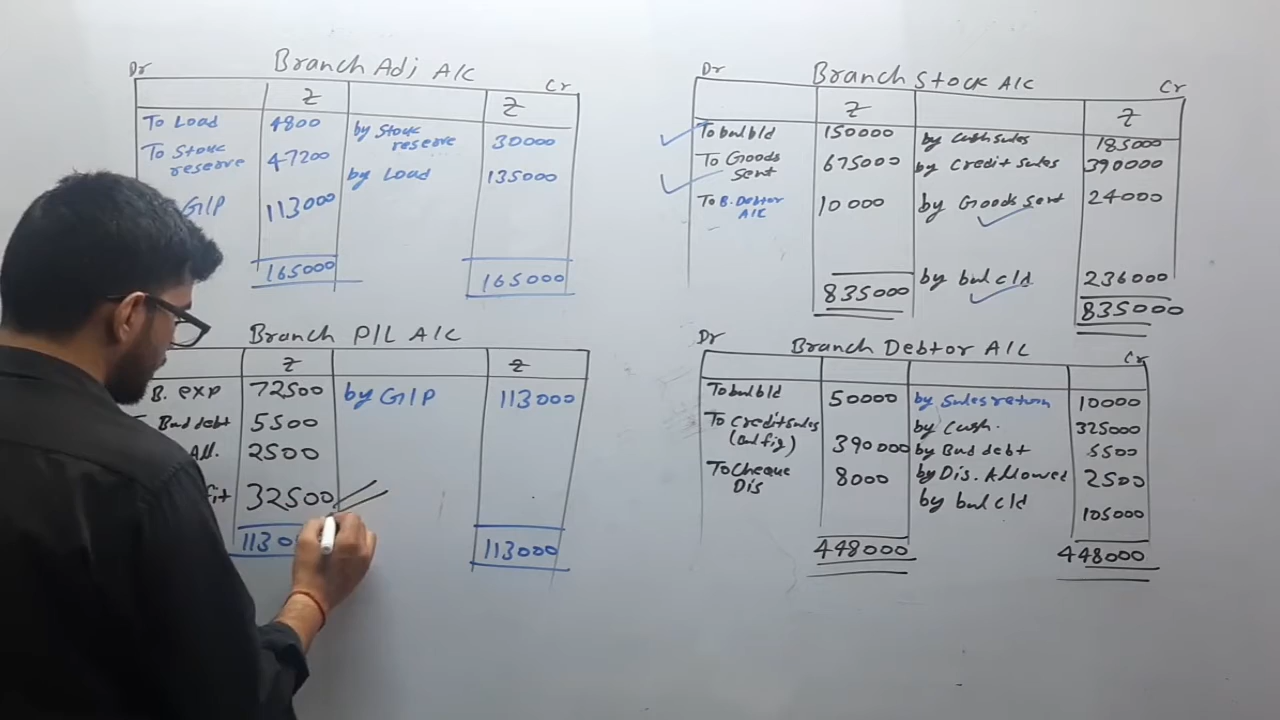 Branch Adj A/C
Dr
Cr
₹
₹
To Load 4800 by Stock reserve 30000
To Stock reserve 47200 by Load 135000
G/P 113000
165000 165000
Branch P/L A/C
₹
₹
B. exp 72500 by G/P 113000
Bad debt 5500
All. 2500
fit 32500
1130 113000
Branch Stock A/C
Dr
Cr
₹
₹
To bal b/d 150000 by Cash sales 185000
To Goods Sent 675000 by Credit sales 390000
To B. Debtor A/C 10000 by Goods Sent 24000
by bal c/d 236000
835000 835000
Branch Debtor A/C
Dr
Cr
To bal b/d 50000 by Sales return 10000
To Credit sales (bal fig) 390000 by Cash. 325000
by Bad debt 5500
To Cheque Dis 8000 by Dis. Allowed 2500
by bal c/d 105000
448000 448000